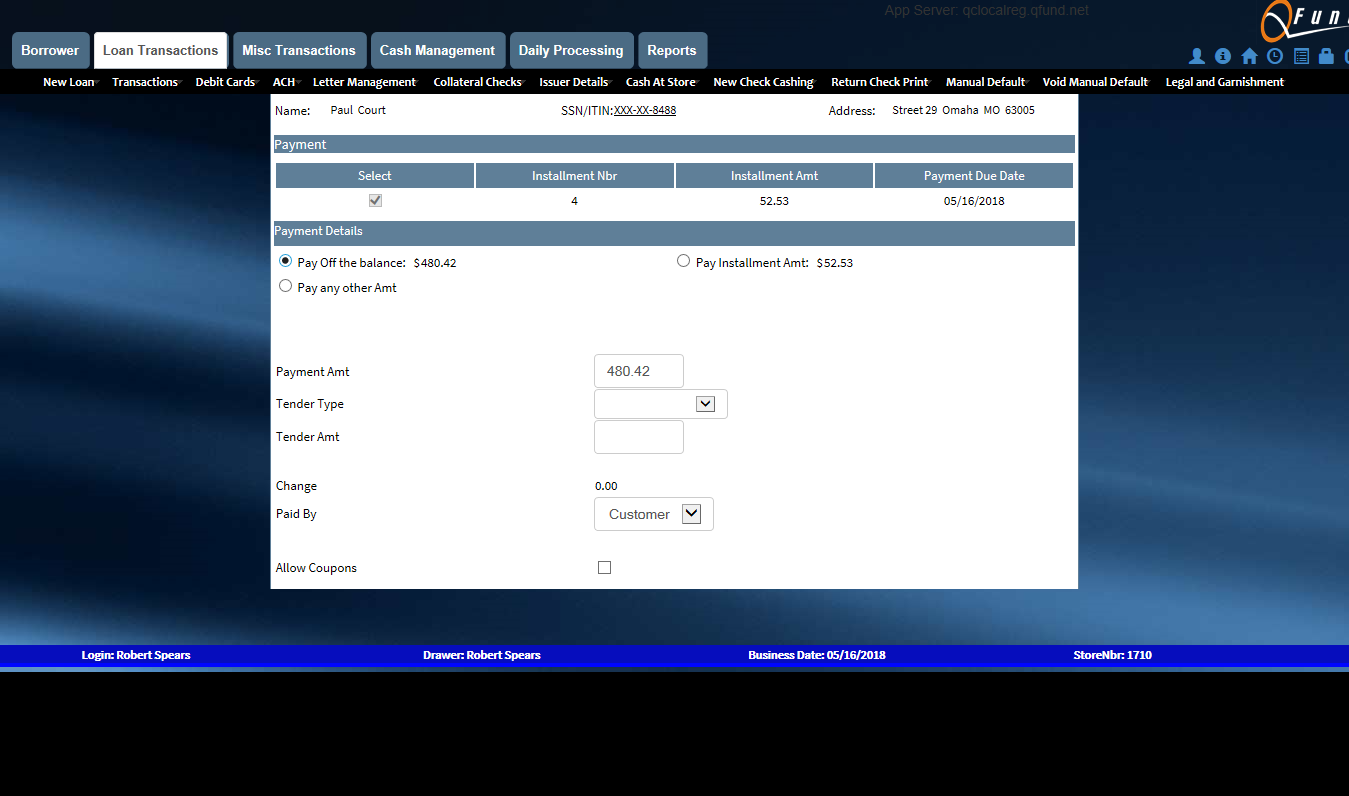 App Server: qclocalreg.qfund.net
QFun
Borrower Loan Transactions Misc Transactions Cash Management Daily Processing Reports
New Loan Transactions Debit Cards ACH Letter Management Collateral Checks Issuer Details Cash At Store New Check Cashing Return Check Print Manual Default Void Manual Default Legal and Garnishment
Name: Paul Court SSN/ITIN:XXX-XX-8488 Address: Street 29 Omaha MO 63005
Payment
Select Installment Nbr Installment Amt Payment Due Date
4 52.53 05/16/2018
Payment Details
Pay Off the balance: $480.42 Pay Installment Amt: $52.53
Pay any other Amt
Payment Amt 480.42
Tender Type
Tender Amt
Change 0.00
Paid By Customer
Allow Coupons
Login: Robert Spears Drawer: Robert Spears Business Date: 05/16/2018 StoreNbr: 1710